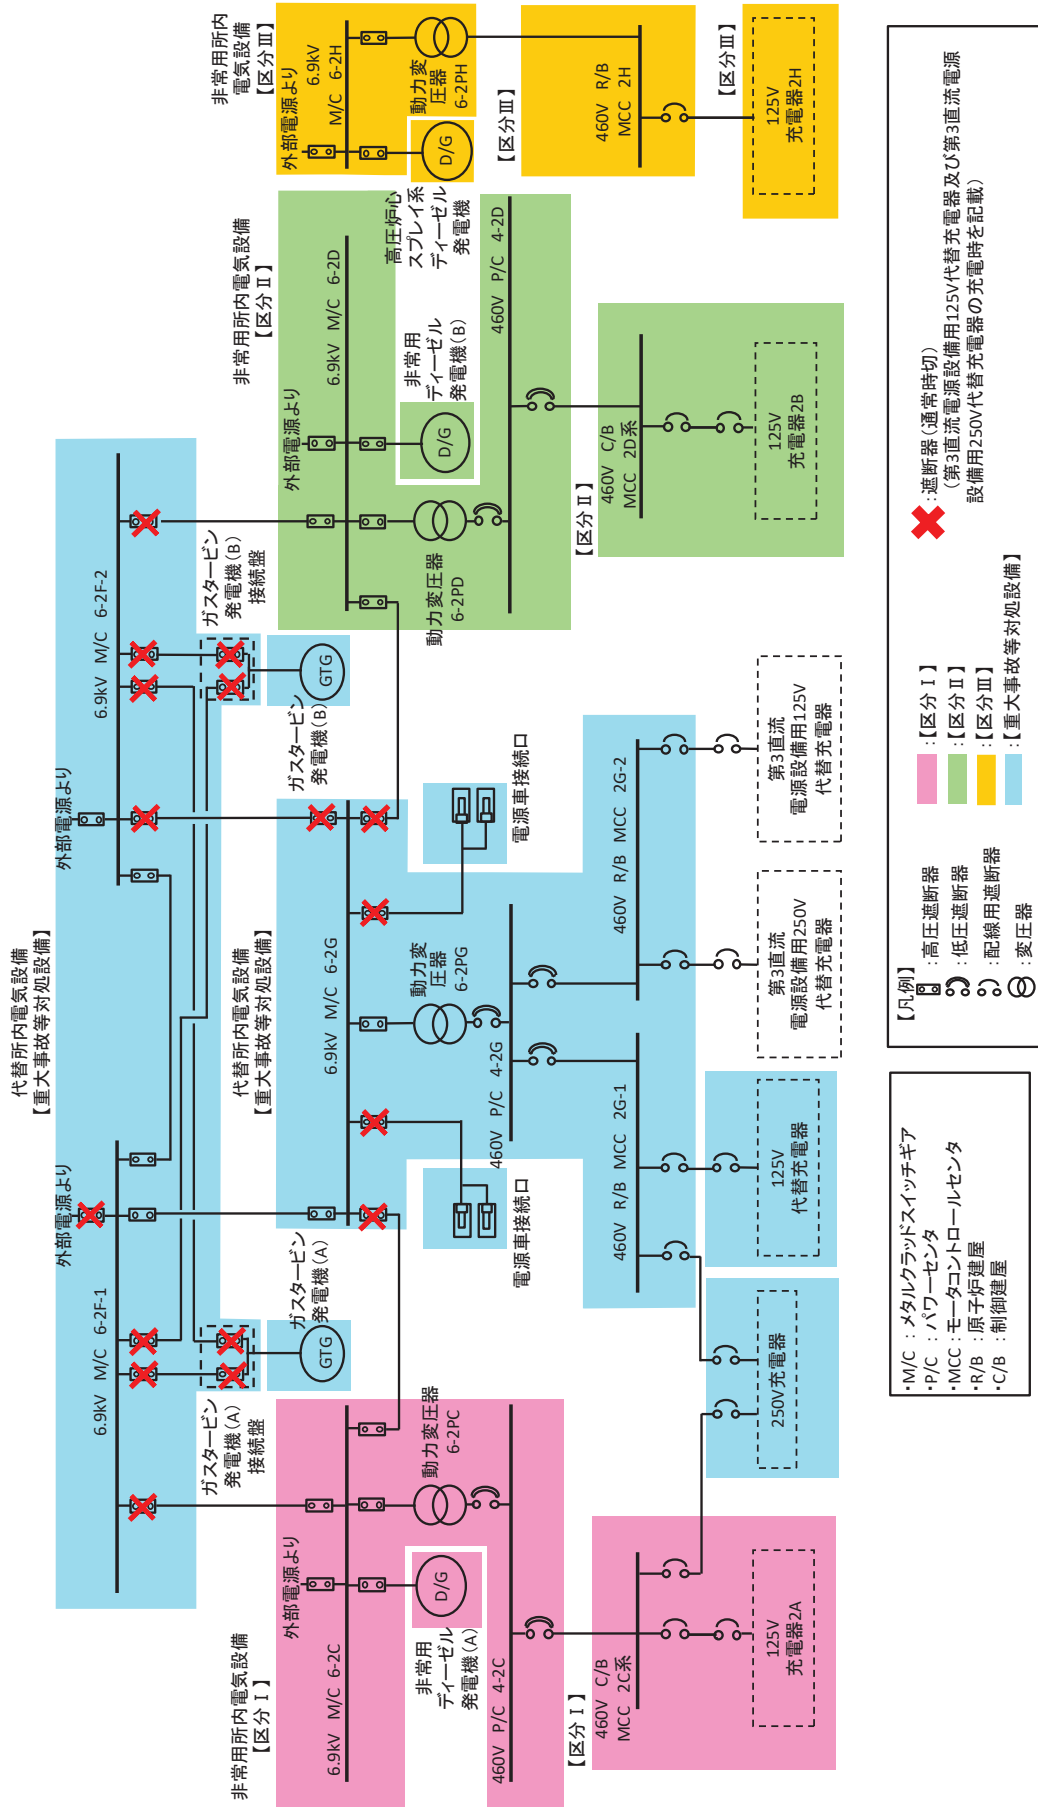 代替所内電気設備
【重大事故等対処設備】
外部電源より
6.9kV M/C 6-2F-1
外部電源より
6.9kV M/C 6-2F-2
ガスタービン
発電機(A)
接続盤
GTG
ガスタービン
発電機(A)
ガスタービン
発電機(B)
接続盤
GTG
ガスタービン
発電機(B)
非常用所内電気設備
【区分Ⅰ】
外部電源より
6.9kV M/C 6-2C
D/G
非常用
ディーゼル
発電機(A)
動力変圧器
6-2PC
460V P/C 4-2C
【区分Ⅰ】
460V C/B
MCC 2C系
125V
充電器2A
代替所内電気設備
【重大事故等対処設備】
6.9kV M/C 6-2G
電源車接続口
動力変
圧器
6-2PG
電源車接続口
460V P/C 4-2G
460V R/B MCC 2G-1
460V R/B MCC 2G-2
250V充電器
125V
代替充電器
第3直流
電源設備用250V
代替充電器
第3直流
電源設備用125V
代替充電器
非常用所内電気設備
【区分Ⅱ】
外部電源より
6.9kV M/C 6-2D
D/G
非常用
ディーゼル
発電機(B)
動力変圧器
6-2PD
460V P/C 4-2D
【区分Ⅱ】
460V C/B
MCC 2D系
125V
充電器2B
非常用所内
電気設備
【区分Ⅲ】
外部電源より
6.9kV
M/C 6-2H
D/G
高圧炉心
スプレイ系
ディーゼル
発電機
動力変
圧器
6-2PH
【区分Ⅲ】
460V R/B
MCC 2H
【区分Ⅲ】
125V
充電器2H
・M/C : メタルクラッドスイッチギア
・P/C : パワーセンタ
・MCC : モータコントロールセンタ
・R/B : 原子炉建屋
・C/B : 制御建屋
【凡例】
:高圧遮断器
:低圧遮断器
:配線用遮断器
:変圧器
:【区分Ⅰ】
:【区分Ⅱ】
:【区分Ⅲ】
:【重大事故等対処設備】
:遮断器(通常時切)
(第3直流電源設備用125V代替充電器及び第3直流電源
設備用250V代替充電器の充電時を記載)